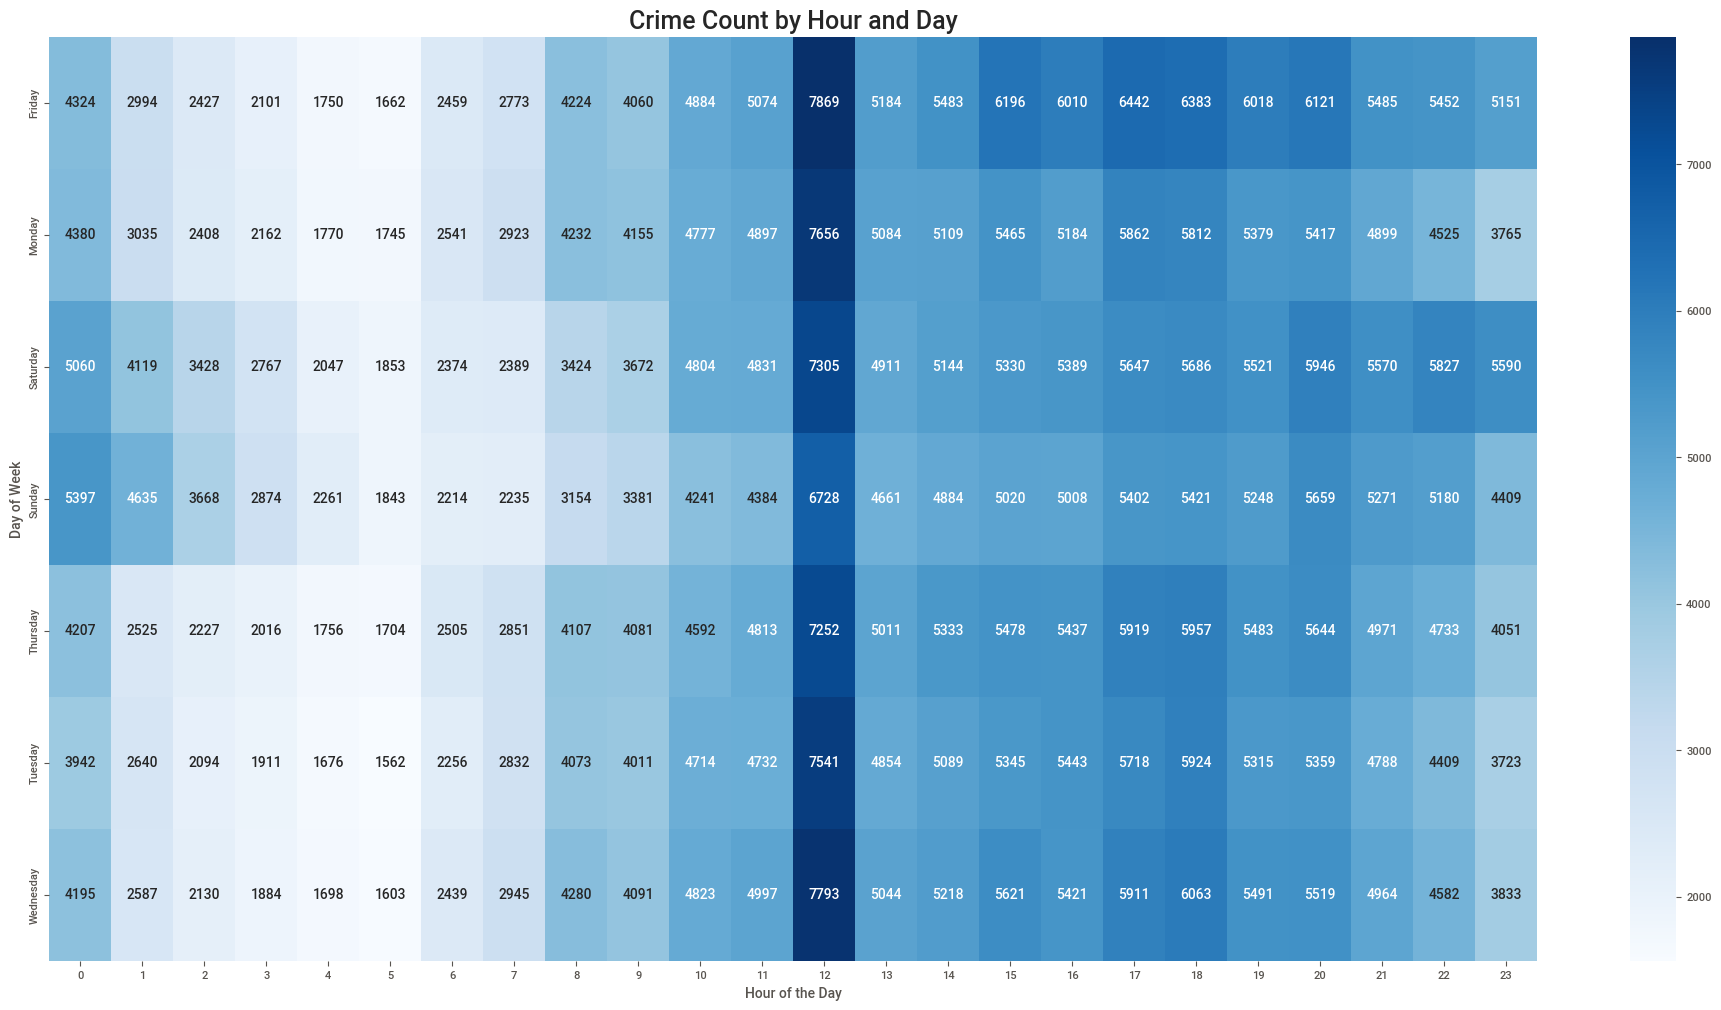 Crime Count by Hour and Day
Day of Week
Friday 4324 2994 2427 2101 1750 1662 2459 2773 4224 4060 4884 5074 7869 5184 5483 6196 6010 6442 6383 6018 6121 5485 5452 5151
Monday 4380 3035 2408 2162 1770 1745 2541 2923 4232 4155 4777 4897 7656 5084 5109 5465 5184 5862 5812 5379 5417 4899 4525 3765
Saturday 5060 4119 3428 2767 2047 1853 2374 2389 3424 3672 4804 4831 7305 4911 5144 5330 5389 5647 5686 5521 5946 5570 5827 5590
Sunday 5397 4635 3668 2874 2261 1843 2214 2235 3154 3381 4241 4384 6728 4661 4884 5020 5008 5402 5421 5248 5659 5271 5180 4409
Thursday 4207 2525 2227 2016 1756 1704 2505 2851 4107 4081 4592 4813 7252 5011 5333 5478 5437 5919 5957 5483 5644 4971 4733 4051
Tuesday 3942 2640 2094 1911 1676 1562 2256 2832 4073 4011 4714 4732 7541 4854 5089 5345 5443 5718 5924 5315 5359 4788 4409 3723
Wednesday 4195 2587 2130 1884 1698 1603 2439 2945 4280 4091 4823 4997 7793 5044 5218 5621 5421 5911 6063 5491 5519 4964 4582 3833
0 1 2 3 4 5 6 7 8 9 10 11 12 13 14 15 16 17 18 19 20 21 22 23
Hour of the Day
7000
6000
5000
4000
3000
2000